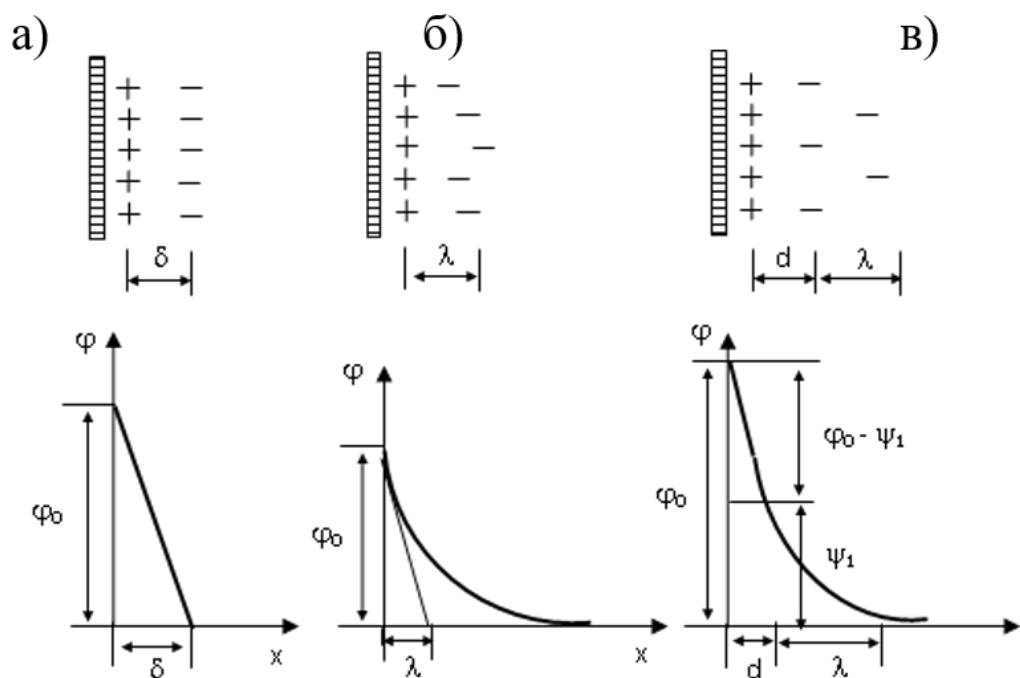 а) б) в)
δ λ d λ
φ φ φ
φ₀ φ₀ φ₀ φ₀ - ψ₁
ψ₁
δ x λ x d λ